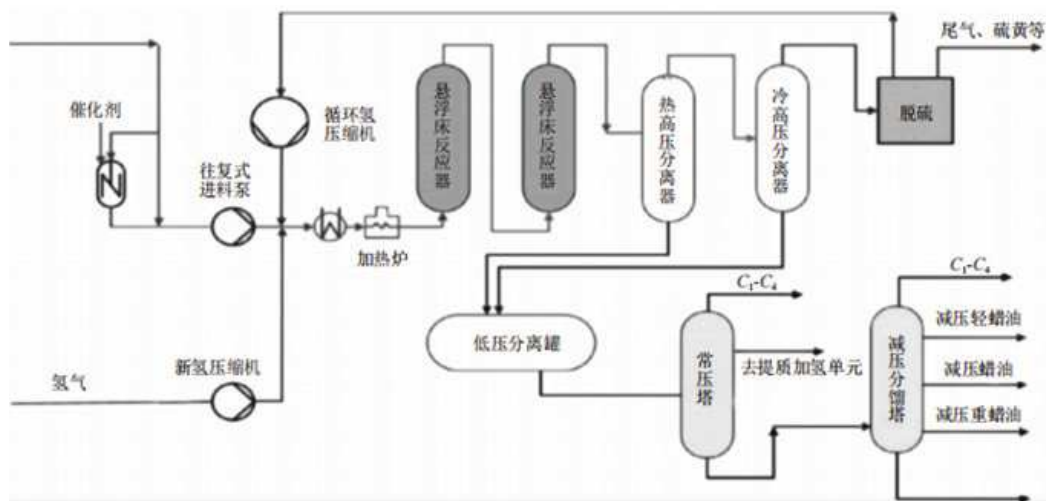 尾气、硫黄等
催化剂
循环氢
压缩机
往复式
进料泵
悬浮床反应器
悬浮床反应器
热高压分离器
冷高压分离器
脱硫
加热炉
C₁-C₄
C₁-C₄
低压分离罐
常压塔
去提质加氢单元
减压分馏塔
减压轻蜡油
减压蜡油
减压重蜡油
氢气
新氢压缩机